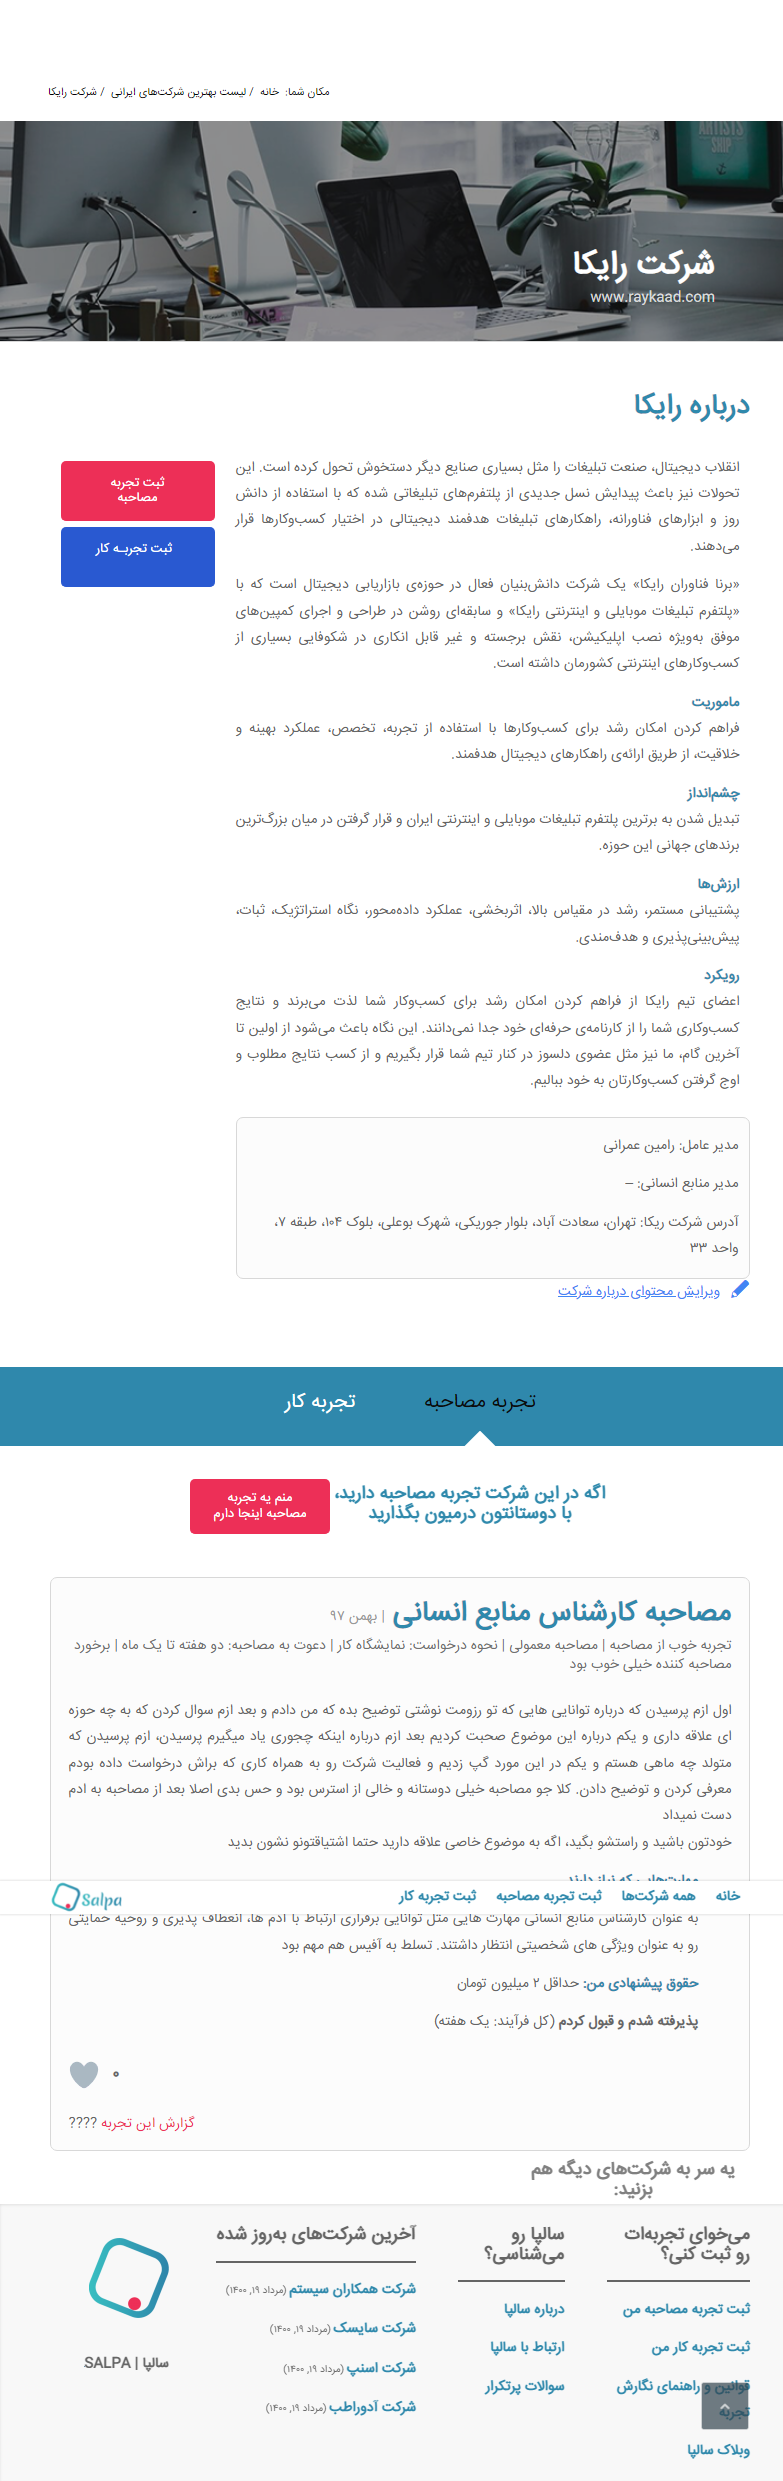 مکان شما: خانه / لیست بهترین شرکت‌های ایرانی / شرکت رایکا
ARTISTS
SHIP
شرکت رایکا
www.raykaad.com
درباره رایکا
انقلاب دیجیتال، صنعت تبلیغات را مثل بسیاری صنایع دیگر دستخوش تحول کرده است. این
تحولات نیز باعث پیدایش نسل جدیدی از پلتفرم‌های تبلیغاتی شده که با استفاده از دانش
روز و ابزارهای فناورانه، راهکارهای تبلیغات هدفمند دیجیتالی در اختیار کسب‌وکارها قرار
می‌دهند.
«برنا فناوران رایکا» یک شرکت دانش‌بنیان فعال در حوزه‌ی بازاریابی دیجیتال است که با
«پلتفرم تبلیغات موبایلی و اینترنتی رایکا» و سابقه‌ای روشن در طراحی و اجرای کمپین‌های
موفق به‌ویژه نصب اپلیکیشن، نقش برجسته و غیر قابل انکاری در شکوفایی بسیاری از
کسب‌وکارهای اینترنتی کشورمان داشته است.
ماموریت
فراهم کردن امکان رشد برای کسب‌وکارها با استفاده از تجربه، تخصص، عملکرد بهینه و
خلاقیت، از طریق ارائه‌ی راهکارهای دیجیتال هدفمند.
چشم‌انداز
تبدیل شدن به برترین پلتفرم تبلیغات موبایلی و اینترنتی ایران و قرار گرفتن در میان بزرگ‌ترین
برندهای جهانی این حوزه.
ارزش‌ها
پشتیبانی مستمر، رشد در مقیاس بالا، اثربخشی، عملکرد داده‌محور، نگاه استراتژیک، ثبات،
پیش‌بینی‌پذیری و هدف‌مندی.
رویکرد
اعضای تیم رایکا از فراهم کردن امکان رشد برای کسب‌وکار شما لذت می‌برند و نتایج
کسب‌وکاری شما را از کارنامه‌ی حرفه‌ای خود جدا نمی‌دانند. این نگاه باعث می‌شود از اولین تا
آخرین گام، ما نیز مثل عضوی دلسوز در کنار تیم شما قرار بگیریم و از کسب نتایج مطلوب و
اوج گرفتن کسب‌وکارتان به خود ببالیم.
ثبت تجربه
مصاحبه
ثبت تجربـه کار
مدیر عامل: رامین عمرانی
مدیر منابع انسانی: –
آدرس شرکت ریکا: تهران، سعادت آباد، بلوار جوریکی، شهرک بوعلی، بلوک ۱۰۴، طبقه ۷،
واحد ۳۳
ویرایش محتوای درباره شرکت
تجربه مصاحبه
تجربه کار
اگه در این شرکت تجربه مصاحبه دارید،
با دوستانتون درمیون بگذارید
منم یه تجربه
مصاحبه اینجا دارم
مصاحبه کارشناس منابع انسانی | بهمن ۹۷
تجربه خوب از مصاحبه | مصاحبه معمولی | نحوه درخواست: نمایشگاه کار | دعوت به مصاحبه: دو هفته تا یک ماه | برخورد
مصاحبه کننده خیلی خوب بود
اول ازم پرسیدن که درباره توانایی هایی که تو رزومت نوشتی توضیح بده که من دادم و بعد ازم سوال کردن که به چه حوزه
ای علاقه داری و یکم درباره این موضوع صحبت کردیم بعد ازم درباره اینکه چجوری یاد میگیرم پرسیدن، ازم پرسیدن که
متولد چه ماهی هستم و یکم در این مورد گپ زدیم و فعالیت شرکت رو به همراه کاری که براش درخواست داده بودم
معرفی کردن و توضیح دادن. کلا جو مصاحبه خیلی دوستانه و خالی از استرس بود و حس بدی اصلا بعد از مصاحبه به ادم
دست نمیداد
خودتون باشید و راستشو بگید، اگه به موضوع خاصی علاقه دارید حتما اشتیاقتونو نشون بدید
مهارت‌هایی که نیاز دارند
خانه
همه شرکت‌ها
ثبت تجربه مصاحبه
ثبت تجربه کار
Salpa
به عنوان کارشناس منابع انسانی مهارت هایی مثل توانایی برقراری ارتباط با ادم ها، انعطاف پذیری و روحیه حمایتی
رو به عنوان ویژگی های شخصیتی انتظار داشتند. تسلط به آفیس هم مهم بود
حقوق پیشنهادی من: حداقل ۲ میلیون تومان
پذیرفته شدم و قبول کردم (کل فرآیند: یک هفته)
۰
گزارش این تجربه ????
یه سر به شرکت‌های دیگه هم
بزنید:
می‌خوای تجربه‌ات
رو ثبت کنی؟
ثبت تجربه مصاحبه من
ثبت تجربه کار من
قوانین و راهنمای نگارش
تجربه
وبلاک سالپا
سالپا رو
می‌شناسی؟
درباره سالپا
ارتباط با سالپا
سوالات پرتکرار
آخرین شرکت‌های به‌روز شده
شرکت همکاران سیستم (مرداد ۱۹, ۱۴۰۰)
شرکت سایسک (مرداد ۱۹, ۱۴۰۰)
شرکت اسنپ (مرداد ۱۹, ۱۴۰۰)
شرکت آدوراطب (مرداد ۱۹, ۱۴۰۰)
سالپا | SALPA